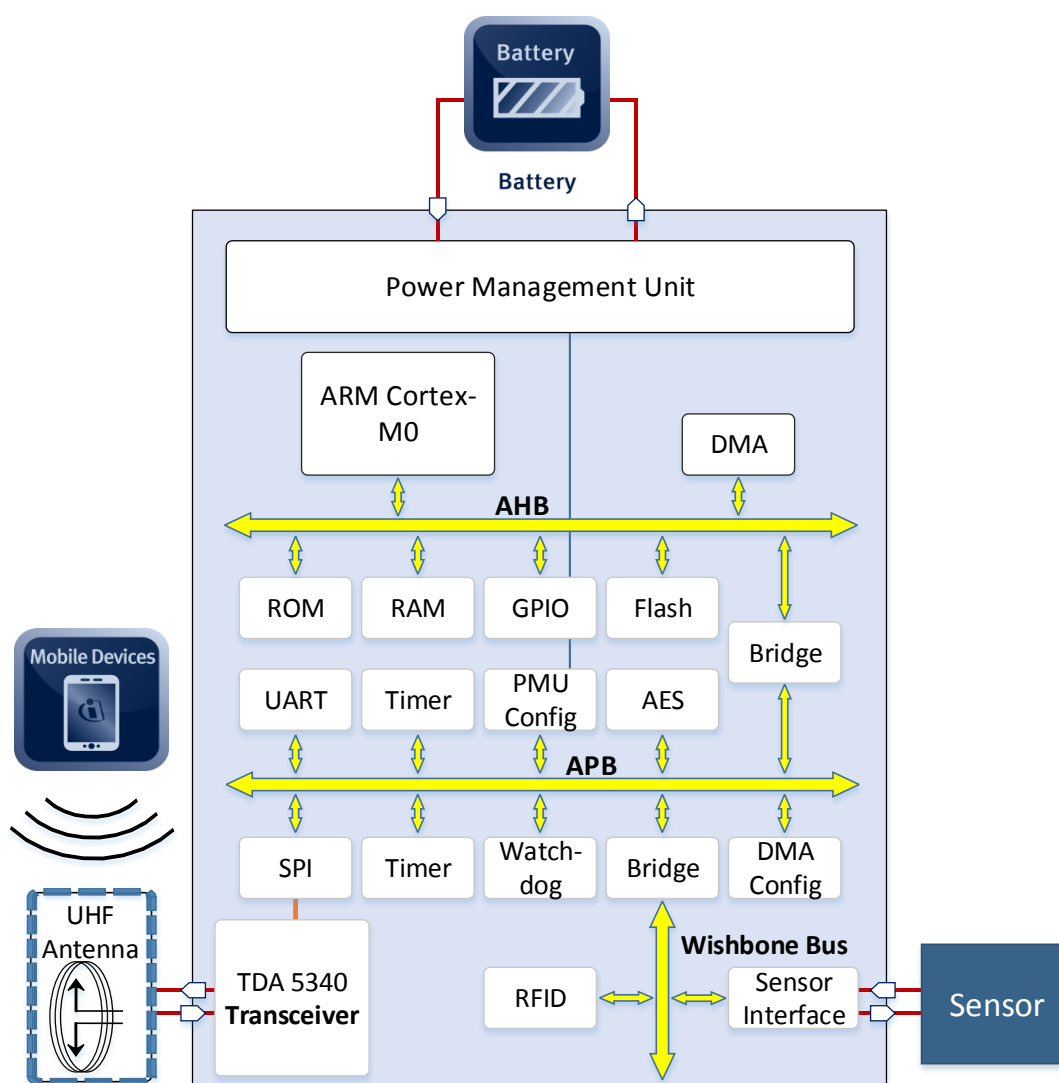 Battery
Battery
Power Management Unit
ARM Cortex-
M0
DMA
AHB
ROM
RAM
GPIO
Flash
Bridge
Mobile Devices
UART
Timer
PMU
Config
AES
APB
SPI
Timer
Watch-
dog
Bridge
DMA
Config
UHF
Antenna
TDA 5340
Transceiver
Wishbone Bus
RFID
Sensor
Interface
Sensor